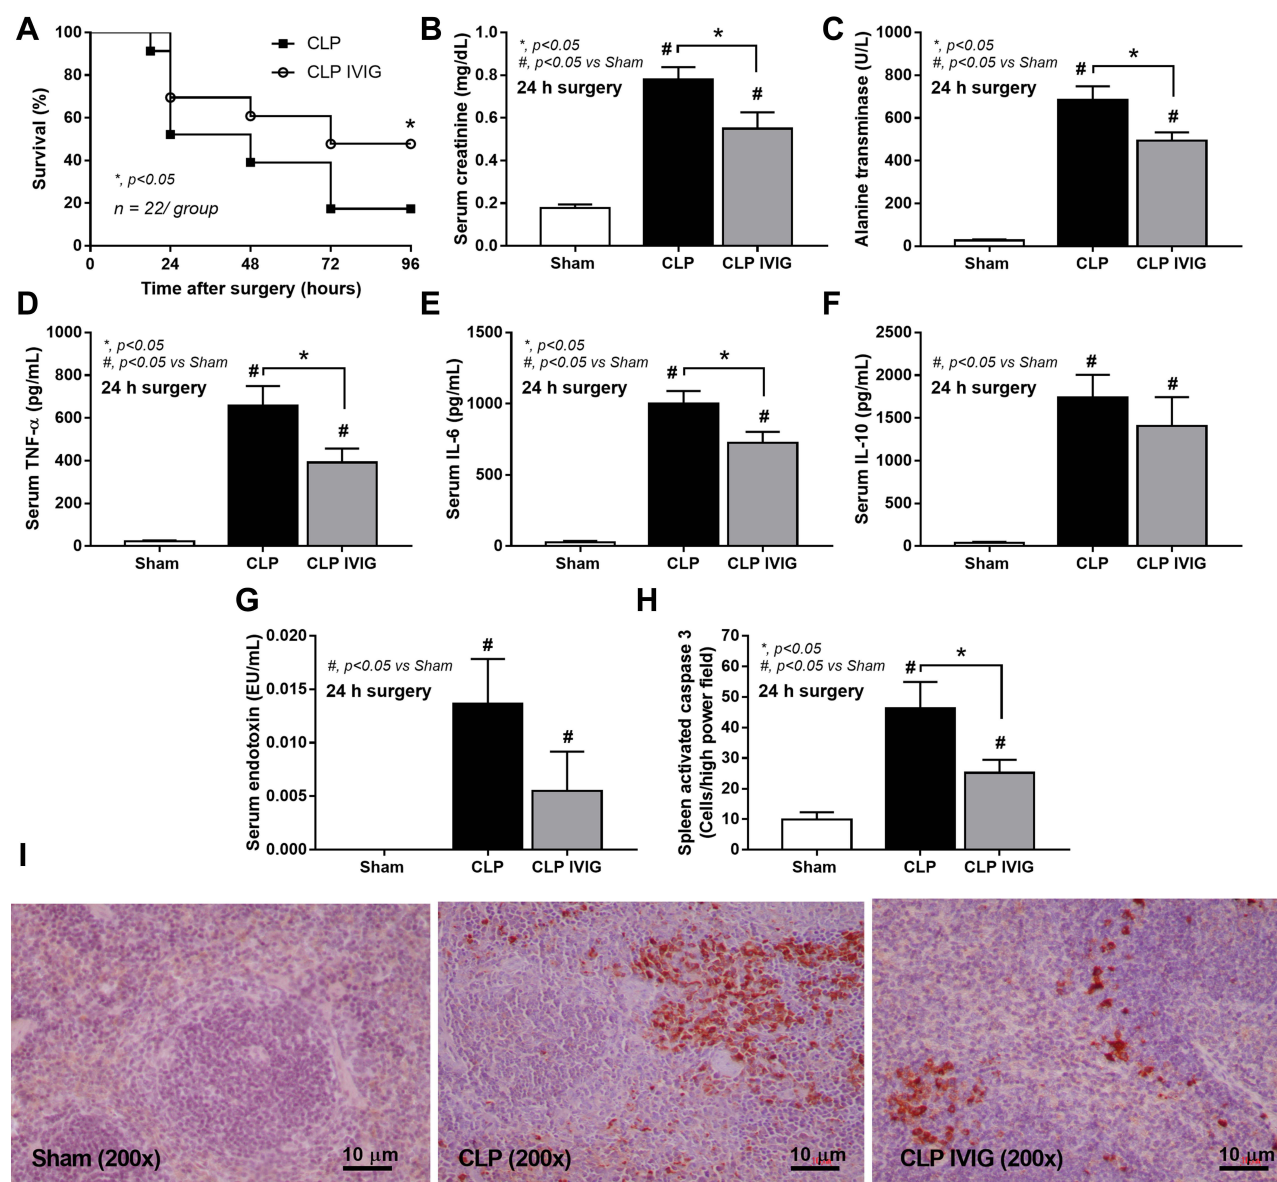 A
Survival (%)
100
80
60
40
20
0
0 24 48 72 96
Time after surgery (hours)
CLP
CLP IVIG
*
*, p<0.05
n = 22/ group
B
Serum creatinine (mg/dL)
1.0
0.8
0.6
0.4
0.2
0.0
*, p<0.05
#, p<0.05 vs Sham
24 h surgery
# *
#
Sham CLP CLP IVIG
C
Alanine transminase (U/L)
1000
800
600
400
200
0
*, p<0.05
#, p<0.05 vs Sham
24 h surgery
# *
#
Sham CLP CLP IVIG
D
Serum TNF-α (pg/mL)
1000
800
600
400
200
0
*, p<0.05
#, p<0.05 vs Sham
24 h surgery
# *
#
Sham CLP CLP IVIG
E
Serum IL-6 (pg/mL)
1500
1000
500
0
*, p<0.05
#, p<0.05 vs Sham
24 h surgery
# *
#
Sham CLP CLP IVIG
F
Serum IL-10 (pg/mL)
2500
2000
1500
1000
500
0
#, p<0.05 vs Sham
24 h surgery
#
#
Sham CLP CLP IVIG
G
Serum endotoxin (EU/mL)
0.020
0.015
0.010
0.005
0.000
#, p<0.05 vs Sham
24 h surgery
#
#
Sham CLP CLP IVIG
H
Spleen activated caspase 3
(Cells/high power field)
70
60
50
40
30
20
10
0
*, p<0.05
#, p<0.05 vs Sham
24 h surgery
# *
#
Sham CLP CLP IVIG
I
Sham (200x)
10 μm
CLP (200x)
10 μm
CLP IVIG (200x)
10 μm